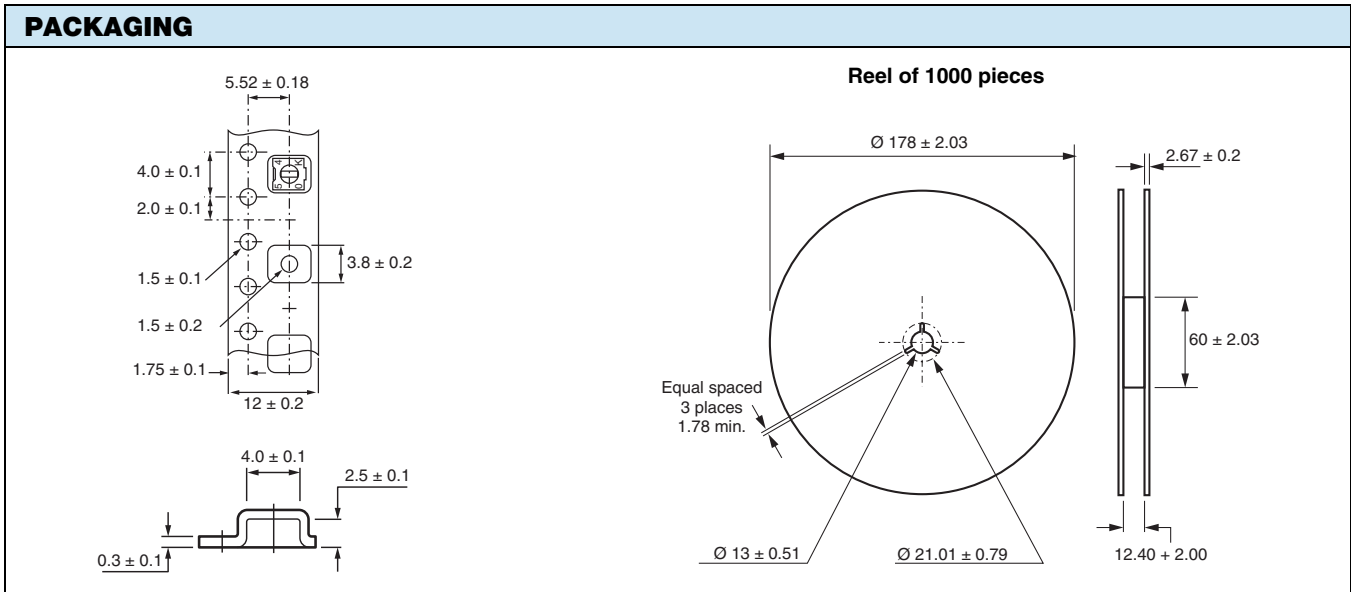 PACKAGING
5.52 ± 0.18
4.0 ± 0.1
2.0 ± 0.1
4 K
5 0
3.8 ± 0.2
1.5 ± 0.1
1.5 ± 0.2
1.75 ± 0.1
12 ± 0.2
4.0 ± 0.1
2.5 ± 0.1
0.3 ± 0.1
Reel of 1000 pieces
Ø 178 ± 2.03
2.67 ± 0.2
60 ± 2.03
Equal spaced
3 places
1.78 min.
Ø 13 ± 0.51
Ø 21.01 ± 0.79
12.40 + 2.00